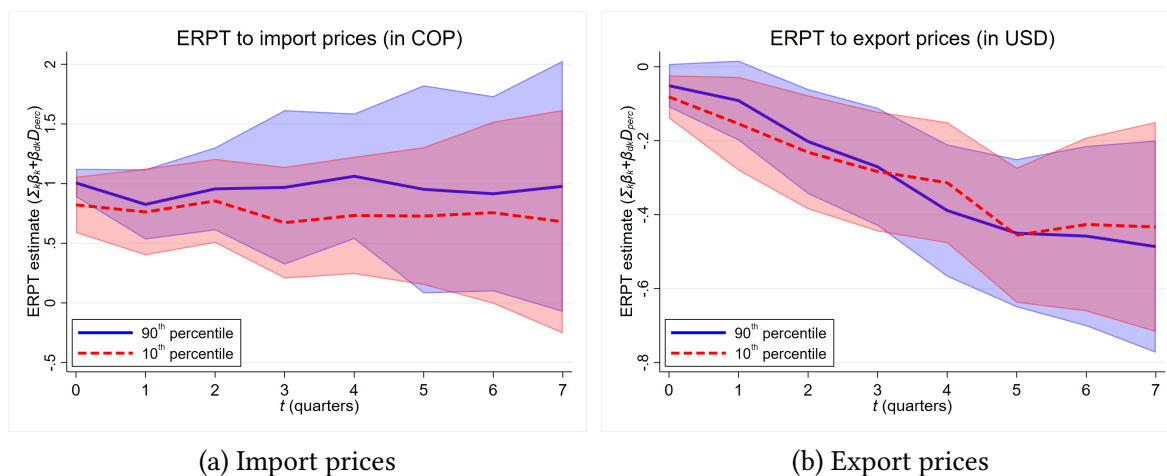 ERPT to import prices (in COP)
ERPT estimate (Σₖβₖ+β_dkD_perc)
2
1.5
1
.5
0
-.5
90th percentile
10th percentile
0 1 2 3 4 5 6 7
t (quarters)
(a) Import prices
ERPT to export prices (in USD)
ERPT estimate (Σₖβₖ+β_dkD_perc)
0
-.2
-.4
-.6
-.8
90th percentile
10th percentile
0 1 2 3 4 5 6 7
t (quarters)
(b) Export prices